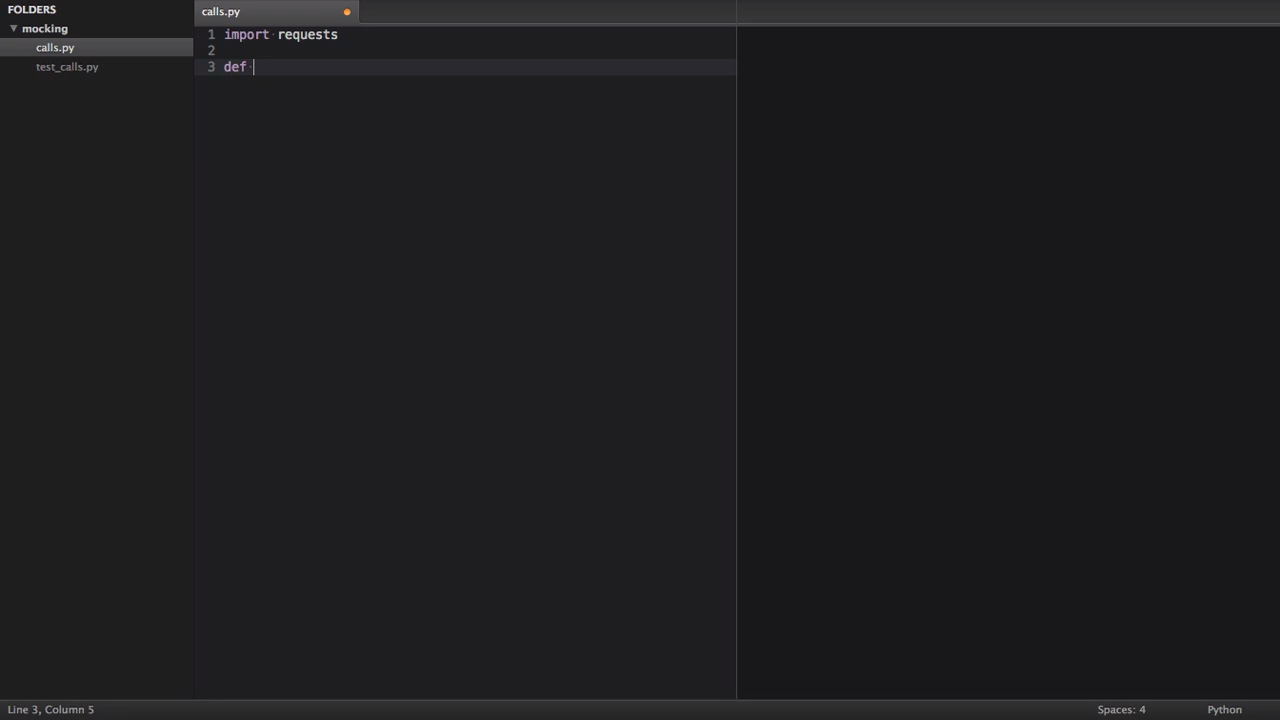 FOLDERS
mocking
calls.py
test_calls.py
calls.py
1 import requests
2
3 def
Line 3, Column 5
Spaces: 4
Python